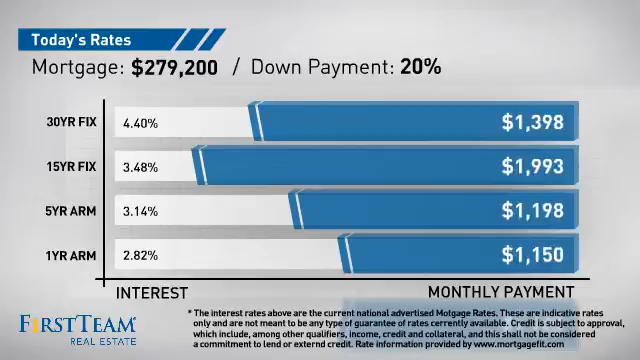 Today's Rates
Mortgage: $279,200 / Down Payment: 20%
30YR FIX 4.40% $1,398
15YR FIX 3.48% $1,993
5YR ARM 3.14% $1,198
1YR ARM 2.82% $1,150
INTEREST MONTHLY PAYMENT
FIRSTTEAM®
REAL ESTATE
* The interest rates above are the current national advertised Motgage Rates. These are indicative rates
only and are not meant to be any type of guarantee of rates cerrently available. Credit is subject to approval,
which include, among other qualifiers, income, credit and collateral, and this shall not be considered
a commitment to lend or externd credit. Rate information provided by www.mortgagefit.com